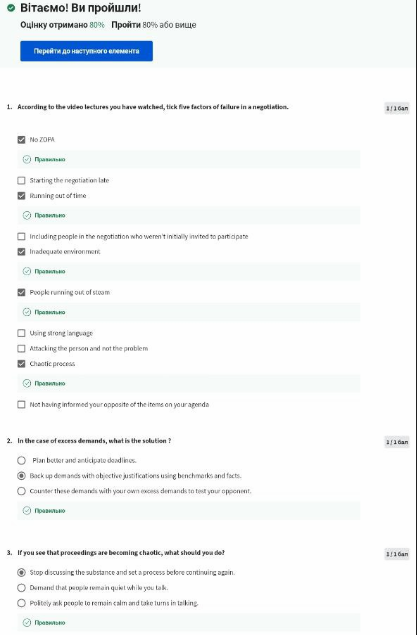 Вітаємо! Ви пройшли!
Оцінку отримано 80% Пройти 80% або вище
Перейти до наступного елемента
1. According to the video lectures you have watched, tick five factors of failure in a negotiation.
1 / 1 бал
No ZOPA
Правильно
Starting the negotiation late
Running out of time
Правильно
Including people in the negotiation who weren't initially invited to participate
Inadequate environment
Правильно
People running out of steam
Правильно
Using strong language
Attacking the person and not the problem
Chaotic process
Правильно
Not having informed your opposite of the items on your agenda
2. In the case of excess demands, what is the solution ?
1 / 1 бал
Plan better and anticipate deadlines.
Back up demands with objective justifications using benchmarks and facts.
Counter these demands with your own excess demands to test your opponent.
Правильно
3. If you see that proceedings are becoming chaotic, what should you do?
1 / 1 бал
Stop discussing the substance and set a process before continuing again.
Demand that people remain quiet while you talk.
Politely ask people to remain calm and take turns in talking.
Правильно